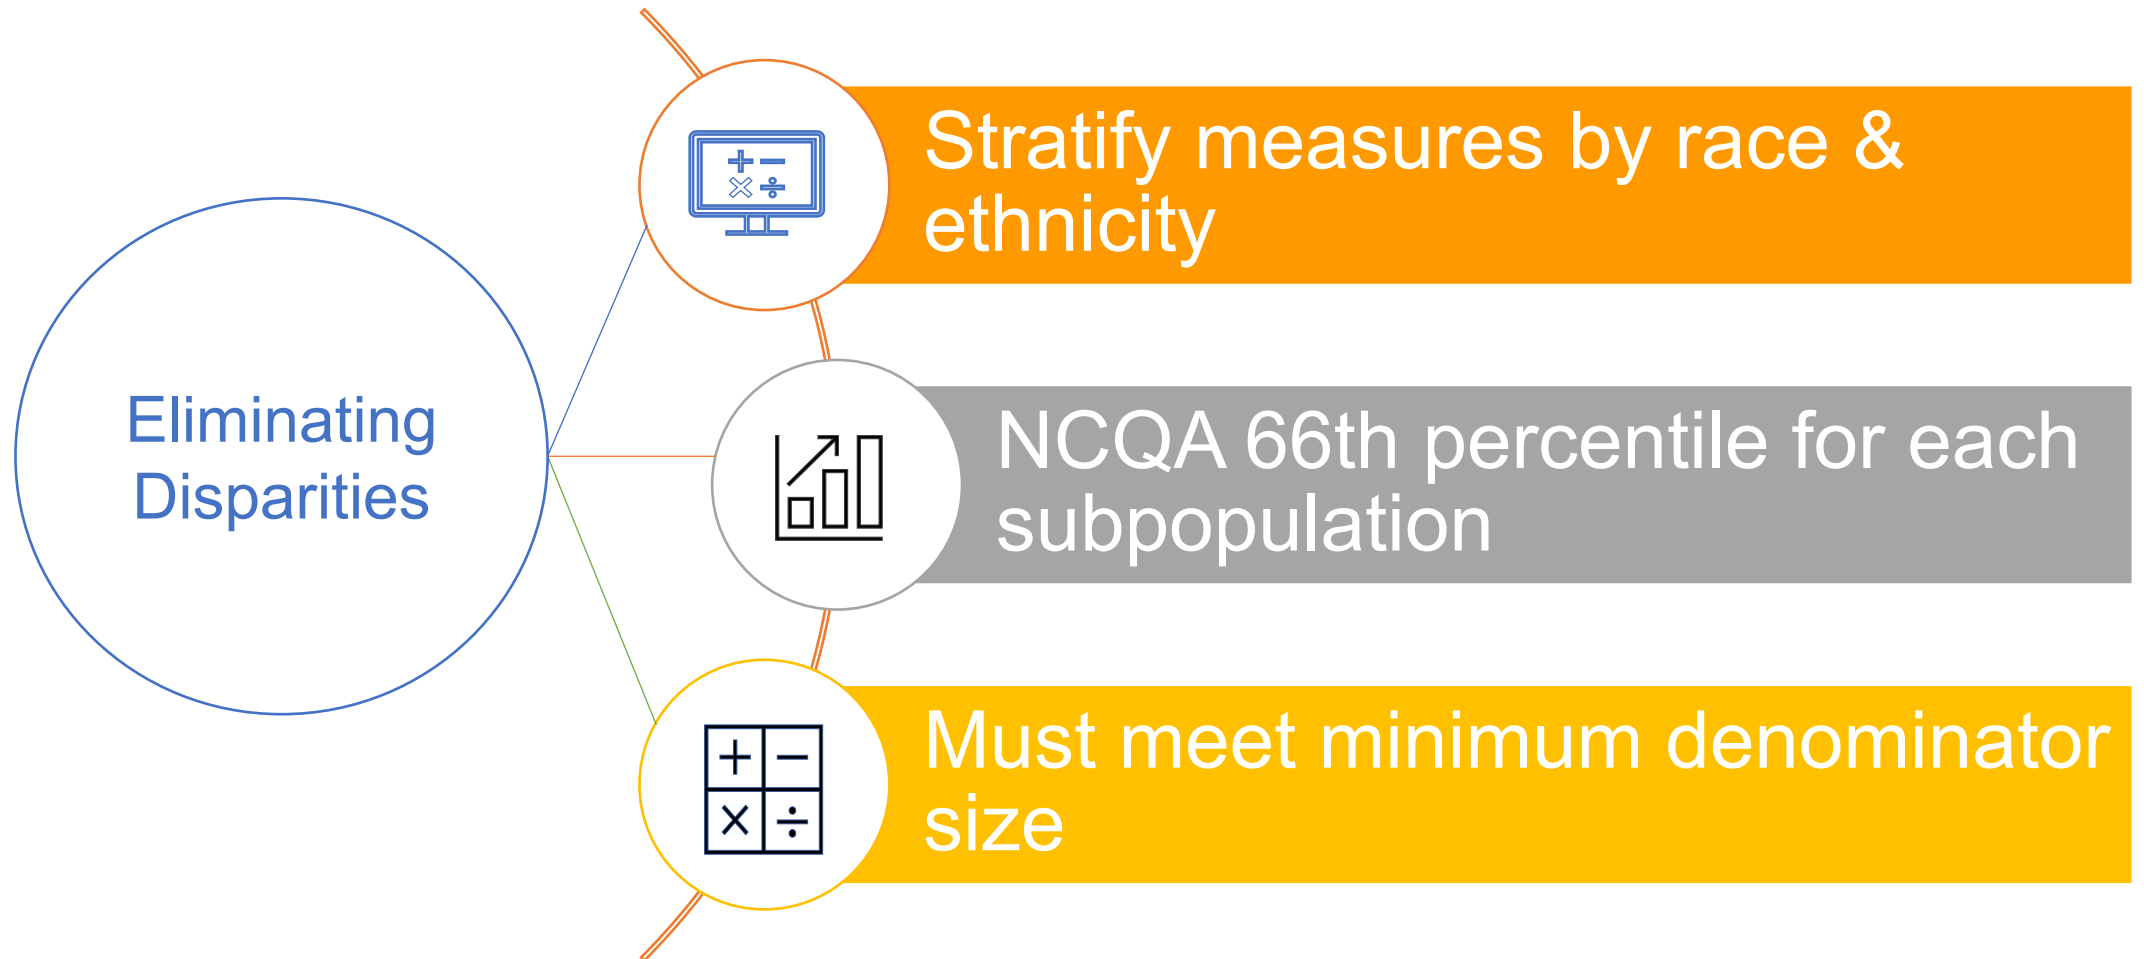 Eliminating
Disparities
Stratify measures by race &
ethnicity
NCQA 66th percentile for each
subpopulation
Must meet minimum denominator
size